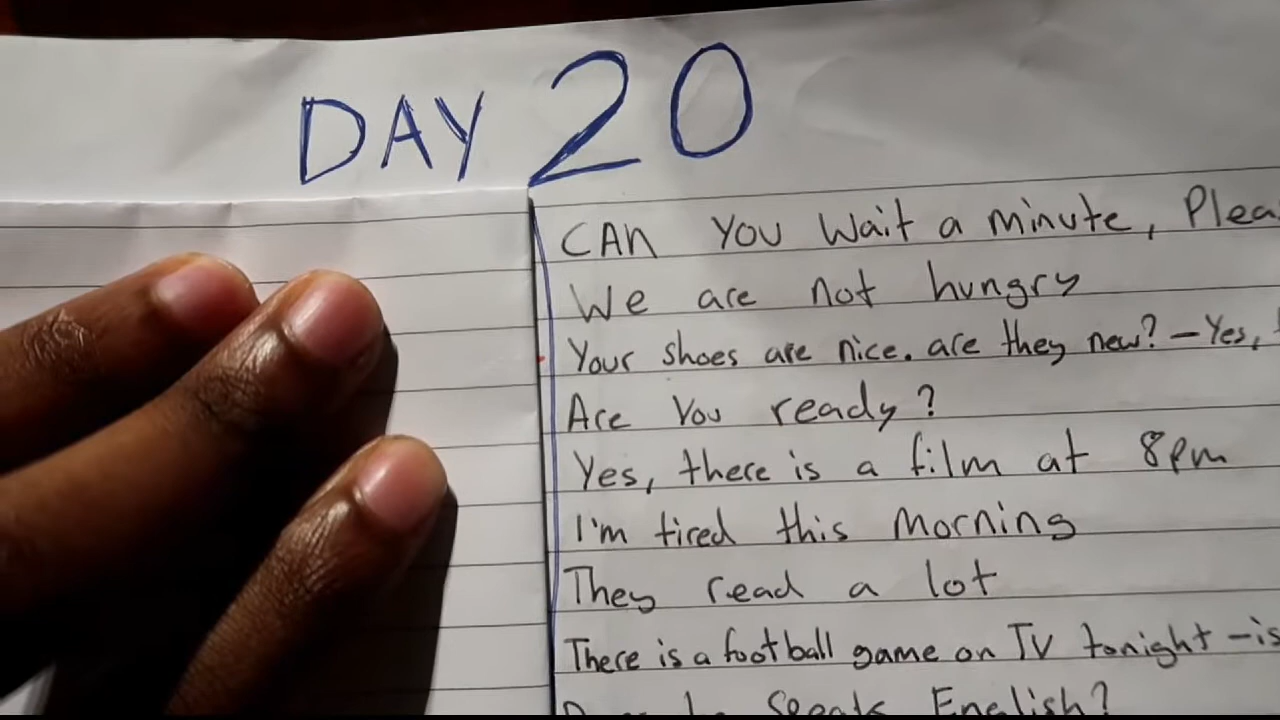 DAY 20
CAN YOU Wait a minute, Plea
We are not hungry
Your shoes are nice. are they new? - Yes,
Are You ready?
Yes, there is a film at 8pm
I'm tired this morning
They read a lot
There is a football game on TV tonight - is
Speak English?